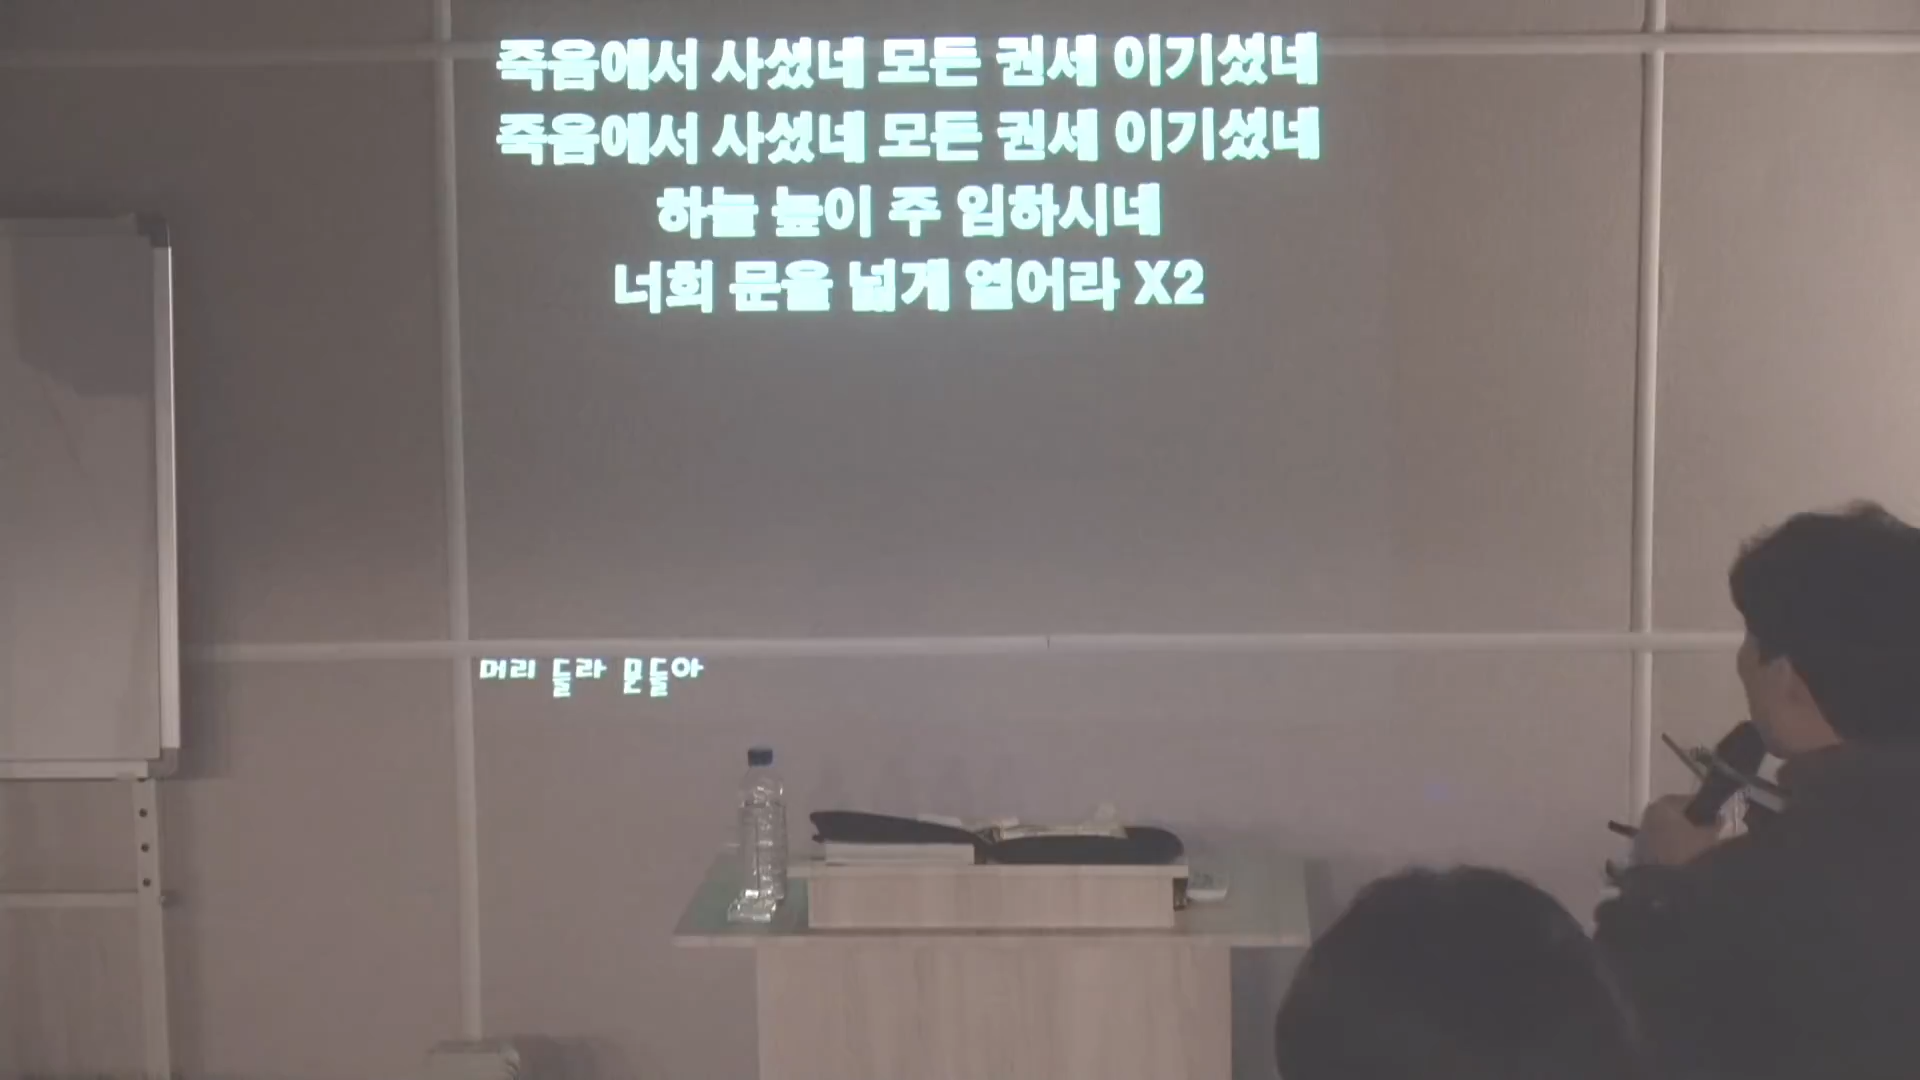 죽음에서 사셨네 모든 권세 이기셨네
죽음에서 사셨네 모든 권세 이기셨네
하늘 높이 주 임하시네
너희 문을 넓게 열어라 X2
머리 들라 문들아